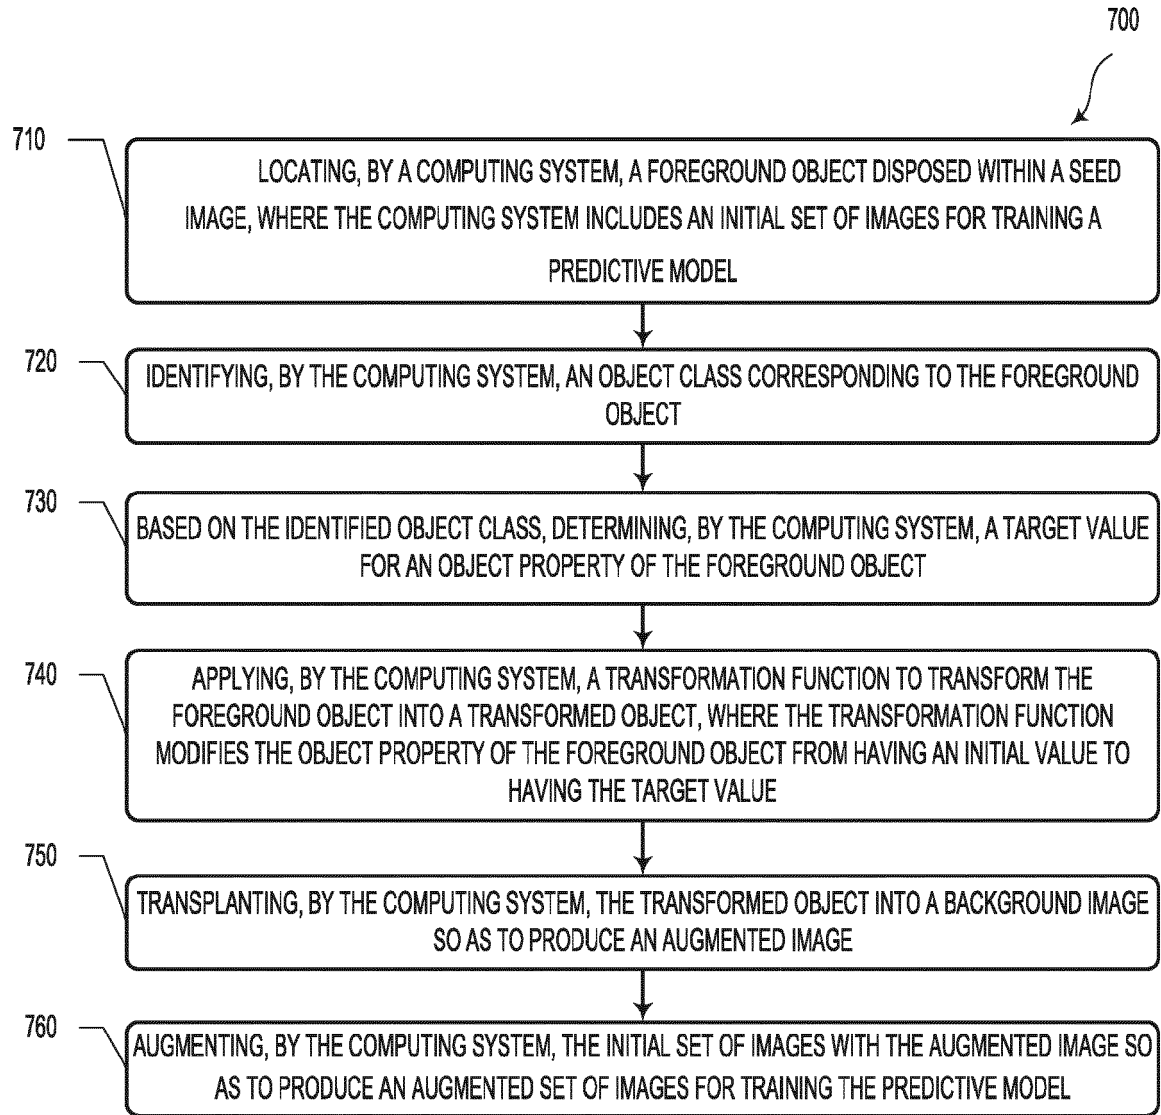 700
710
LOCATING, BY A COMPUTING SYSTEM, A FOREGROUND OBJECT DISPOSED WITHIN A SEED
IMAGE, WHERE THE COMPUTING SYSTEM INCLUDES AN INITIAL SET OF IMAGES FOR TRAINING A
PREDICTIVE MODEL
720
IDENTIFYING, BY THE COMPUTING SYSTEM, AN OBJECT CLASS CORRESPONDING TO THE FOREGROUND
OBJECT
730
BASED ON THE IDENTIFIED OBJECT CLASS, DETERMINING, BY THE COMPUTING SYSTEM, A TARGET VALUE
FOR AN OBJECT PROPERTY OF THE FOREGROUND OBJECT
740
APPLYING, BY THE COMPUTING SYSTEM, A TRANSFORMATION FUNCTION TO TRANSFORM THE
FOREGROUND OBJECT INTO A TRANSFORMED OBJECT, WHERE THE TRANSFORMATION FUNCTION
MODIFIES THE OBJECT PROPERTY OF THE FOREGROUND OBJECT FROM HAVING AN INITIAL VALUE TO
HAVING THE TARGET VALUE
750
TRANSPLANTING, BY THE COMPUTING SYSTEM, THE TRANSFORMED OBJECT INTO A BACKGROUND IMAGE
SO AS TO PRODUCE AN AUGMENTED IMAGE
760
AUGMENTING, BY THE COMPUTING SYSTEM, THE INITIAL SET OF IMAGES WITH THE AUGMENTED IMAGE SO
AS TO PRODUCE AN AUGMENTED SET OF IMAGES FOR TRAINING THE PREDICTIVE MODEL